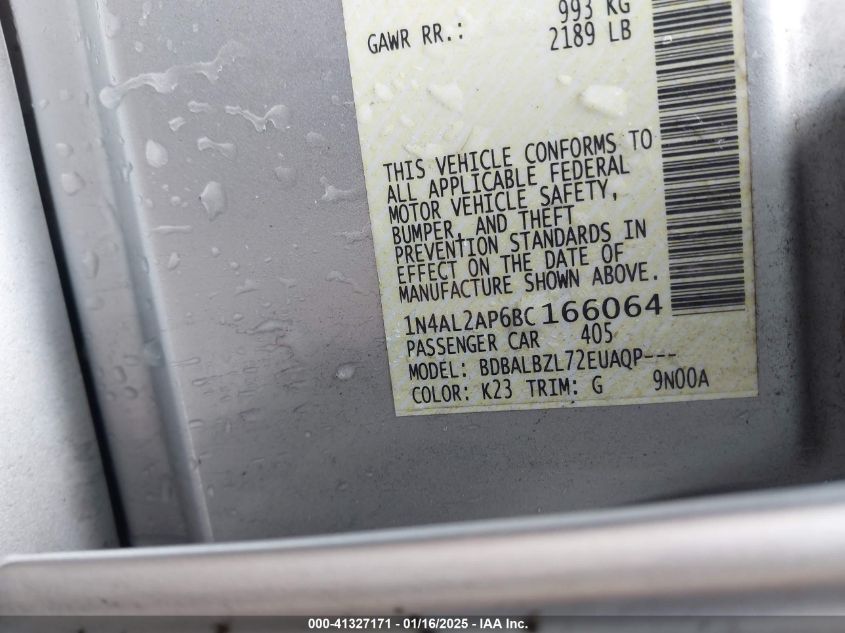 993 KG
GAWR RR.: 2189 LB
THIS VEHICLE CONFORMS TO
ALL APPLICABLE FEDERAL
MOTOR VEHICLE SAFETY,
BUMPER, AND THEFT
PREVENTION STANDARDS IN
EFFECT ON THE DATE OF
MANUFACTURE SHOWN ABOVE.
1N4AL2AP6BC166064
PASSENGER CAR 405
MODEL: BDBALBZL72EUAQP---
COLOR: K23 TRIM: G 9N00A
000-41327171 - 01/16/2025 - IAA Inc.